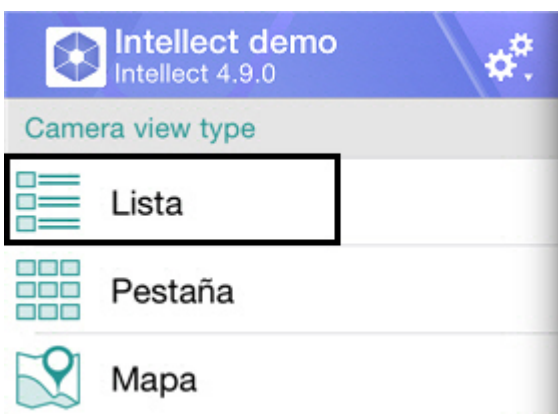 Intellect demo
Intellect 4.9.0
Camera view type
Lista
Pestaña
Mapa